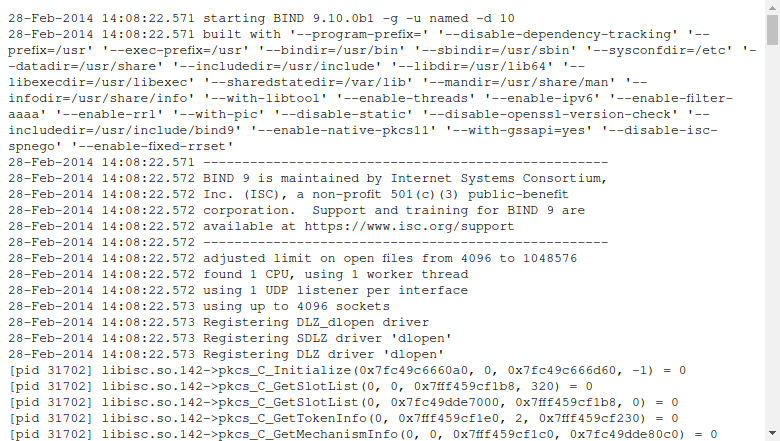 28-Feb-2014 14:08:22.571 starting BIND 9.10.0b1 -g -u named -d 10
28-Feb-2014 14:08:22.571 built with '--program-prefix=' '--disable-dependency-tracking' '--
prefix=/usr' '--exec-prefix=/usr' '--bindir=/usr/bin' '--sbindir=/usr/sbin' '--sysconfdir=/etc' '-
-datadir=/usr/share' '--includedir=/usr/include' '--libdir=/usr/lib64' '--
libexecdir=/usr/libexec' '--sharedstatedir=/var/lib' '--mandir=/usr/share/man' '--
infodir=/usr/share/info' '--with-libtool' '--enable-threads' '--enable-ipv6' '--enable-filter-
aaaa' '--enable-rrl' '--with-pic' '--disable-static' '--disable-openssl-version-check' '--
includedir=/usr/include/bind9' '--enable-native-pkcs11' '--with-gssapi=yes' '--disable-isc-
spnego' '--enable-fixed-rrset'
28-Feb-2014 14:08:22.571 ----------------------------------------------------
28-Feb-2014 14:08:22.572 BIND 9 is maintained by Internet Systems Consortium,
28-Feb-2014 14:08:22.572 Inc. (ISC), a non-profit 501(c)(3) public-benefit
28-Feb-2014 14:08:22.572 corporation.  Support and training for BIND 9 are
28-Feb-2014 14:08:22.572 available at https://www.isc.org/support
28-Feb-2014 14:08:22.572 ----------------------------------------------------
28-Feb-2014 14:08:22.572 adjusted limit on open files from 4096 to 1048576
28-Feb-2014 14:08:22.572 found 1 CPU, using 1 worker thread
28-Feb-2014 14:08:22.572 using 1 UDP listener per interface
28-Feb-2014 14:08:22.573 using up to 4096 sockets
28-Feb-2014 14:08:22.573 Registering DLZ_dlopen driver
28-Feb-2014 14:08:22.573 Registering SDLZ driver 'dlopen'
28-Feb-2014 14:08:22.573 Registering DLZ driver 'dlopen'
[pid 31702] libisc.so.142->pkcs_C_Initialize(0x7fc49c6660a0, 0, 0x7fc49c666d60, -1) = 0
[pid 31702] libisc.so.142->pkcs_C_GetSlotList(0, 0, 0x7fff459cf1b8, 320) = 0
[pid 31702] libisc.so.142->pkcs_C_GetSlotList(0, 0x7fc49dde7000, 0x7fff459cf1b8, 0) = 0
[pid 31702] libisc.so.142->pkcs_C_GetTokenInfo(0, 0x7fff459cf1e0, 2, 0x7fff459cf230) = 0
[pid 31702] libisc.so.142->pkcs_C_GetMechanismInfo(0, 0, 0x7fff459cf1c0, 0x7fc49dde80c0) = 0